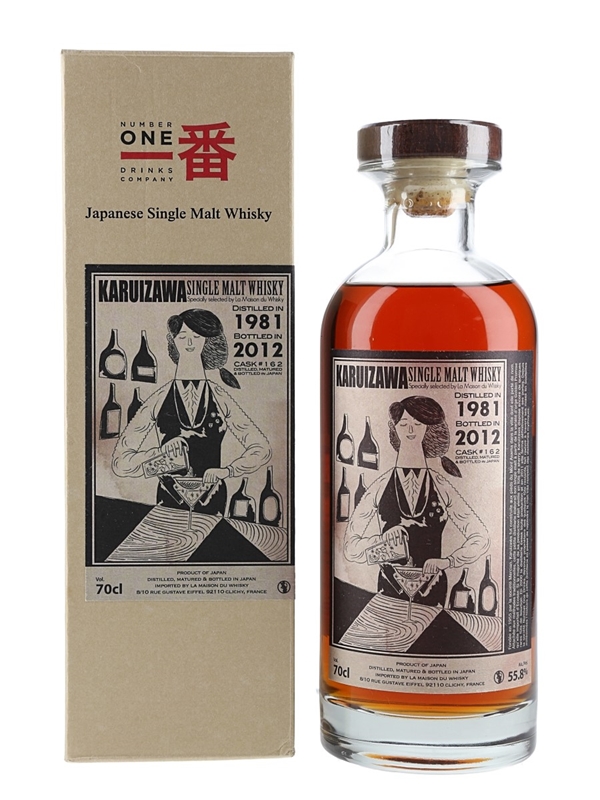 NUMBER
ONE
一番
DRINKS
COMPANY
Japanese Single Malt Whisky
KARUIZAWA SINGLE MALT WHISKY
Specially selected by La Maison du Whisky
DISTILLED IN
1981
BOTTLED IN
2012
CASK #162
DISTILLED, MATURED
& BOTTLED IN JAPAN
PRODUCT OF JAPAN
DISTILLED, MATURED & BOTTLED IN JAPAN
IMPORTED BY LA MAISON DU WHISKY
8/10 RUE GUSTAVE EIFFEL 92110 CLICHY, FRANCE
Vol.
70cl
KARUIZAWA SINGLE MALT WHISKY
Specially selected by La Maison du Whisky
DISTILLED IN
1981
BOTTLED IN
2012
CASK #162
DISTILLED, MATURED
& BOTTLED IN JAPAN
PRODUCT OF JAPAN
DISTILLED, MATURED & BOTTLED IN JAPAN
IMPORTED BY LA MAISON DU WHISKY
8/10 RUE GUSTAVE EIFFEL 92110 CLICHY, FRANCE
Vol.
70cl
55.8%